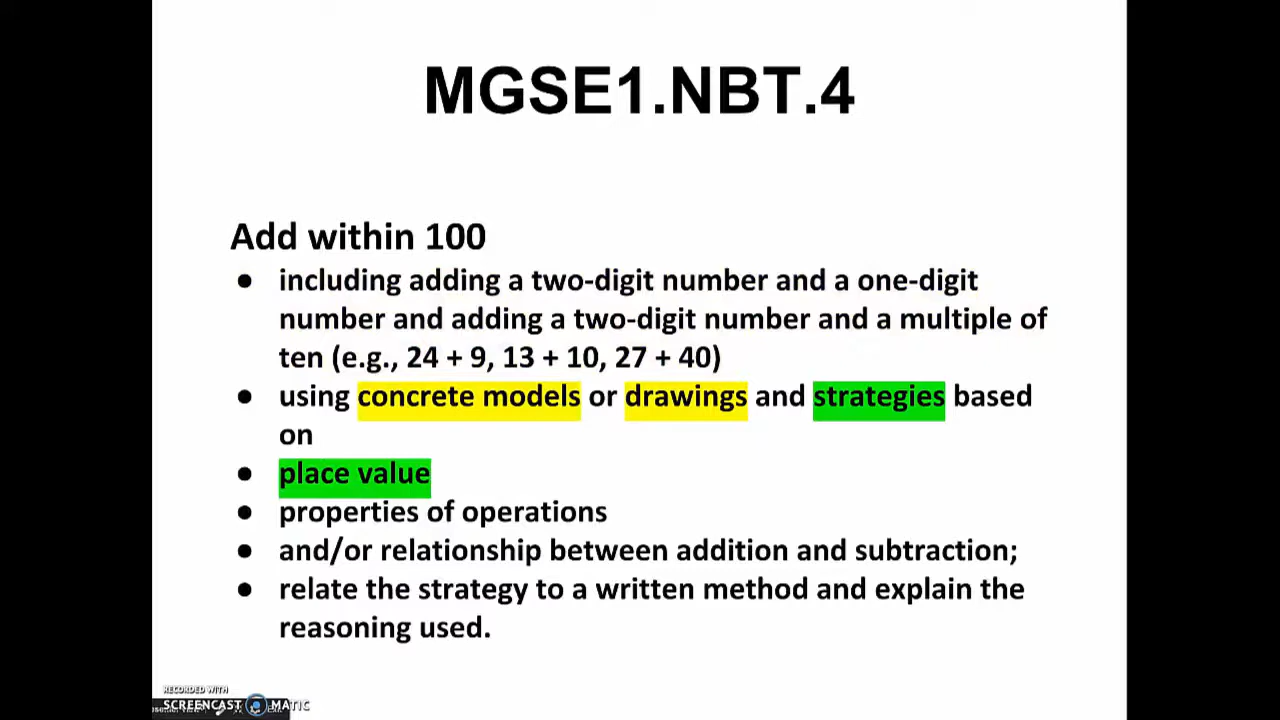 MGSE1.NBT.4
Add within 100
● including adding a two-digit number and a one-digit
number and adding a two-digit number and a multiple of
ten (e.g., 24 + 9, 13 + 10, 27 + 40)
● using concrete models or drawings and strategies based
on
● place value
● properties of operations
● and/or relationship between addition and subtraction;
● relate the strategy to a written method and explain the
reasoning used.
RECORDED WITH
SCREENCAST MATIC